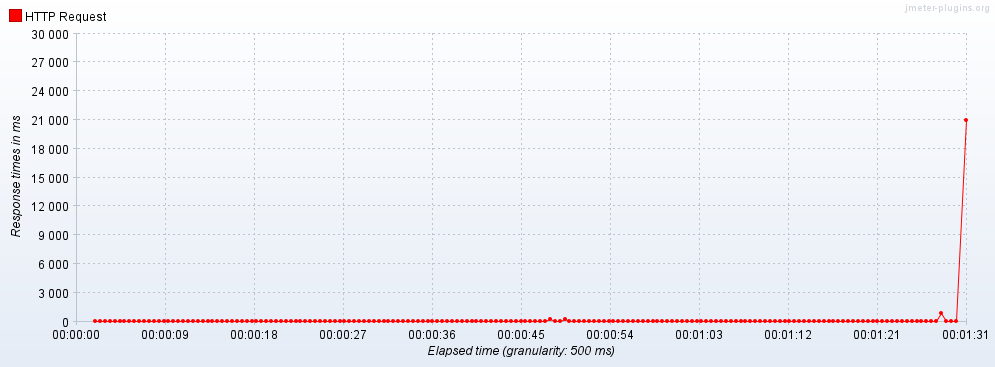 jmeter-plugins.org
HTTP Request
30 000
27 000
24 000
21 000
18 000
15 000
12 000
9 000
6 000
3 000
0
Response times in ms
00:00:00 00:00:09 00:00:18 00:00:27 00:00:36 00:00:45 00:00:54 00:01:03 00:01:12 00:01:21 00:01:31
Elapsed time (granularity: 500 ms)